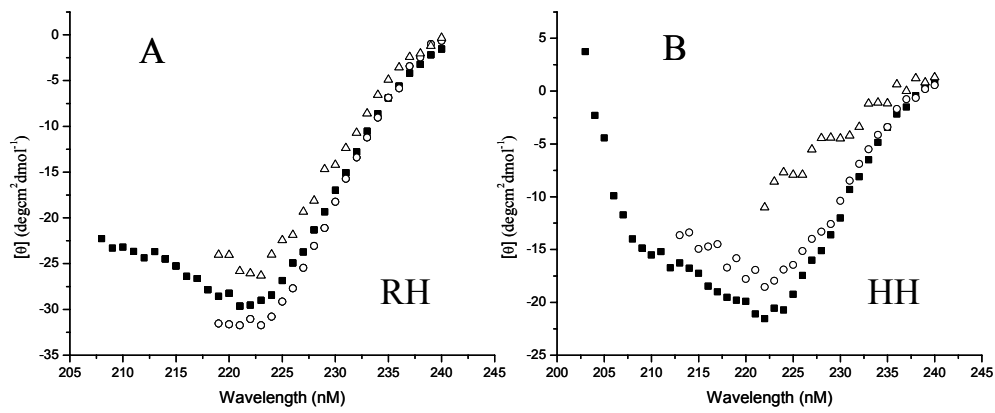 A
RH
[θ] (degcm²dmol⁻¹)
0
-5
-10
-15
-20
-25
-30
-35
205 210 215 220 225 230 235 240 245
Wavelength (nM)
B
HH
[θ] (degcm²dmol⁻¹)
5
0
-5
-10
-15
-20
-25
200 205 210 215 220 225 230 235 240 245
Wavelength (nM)